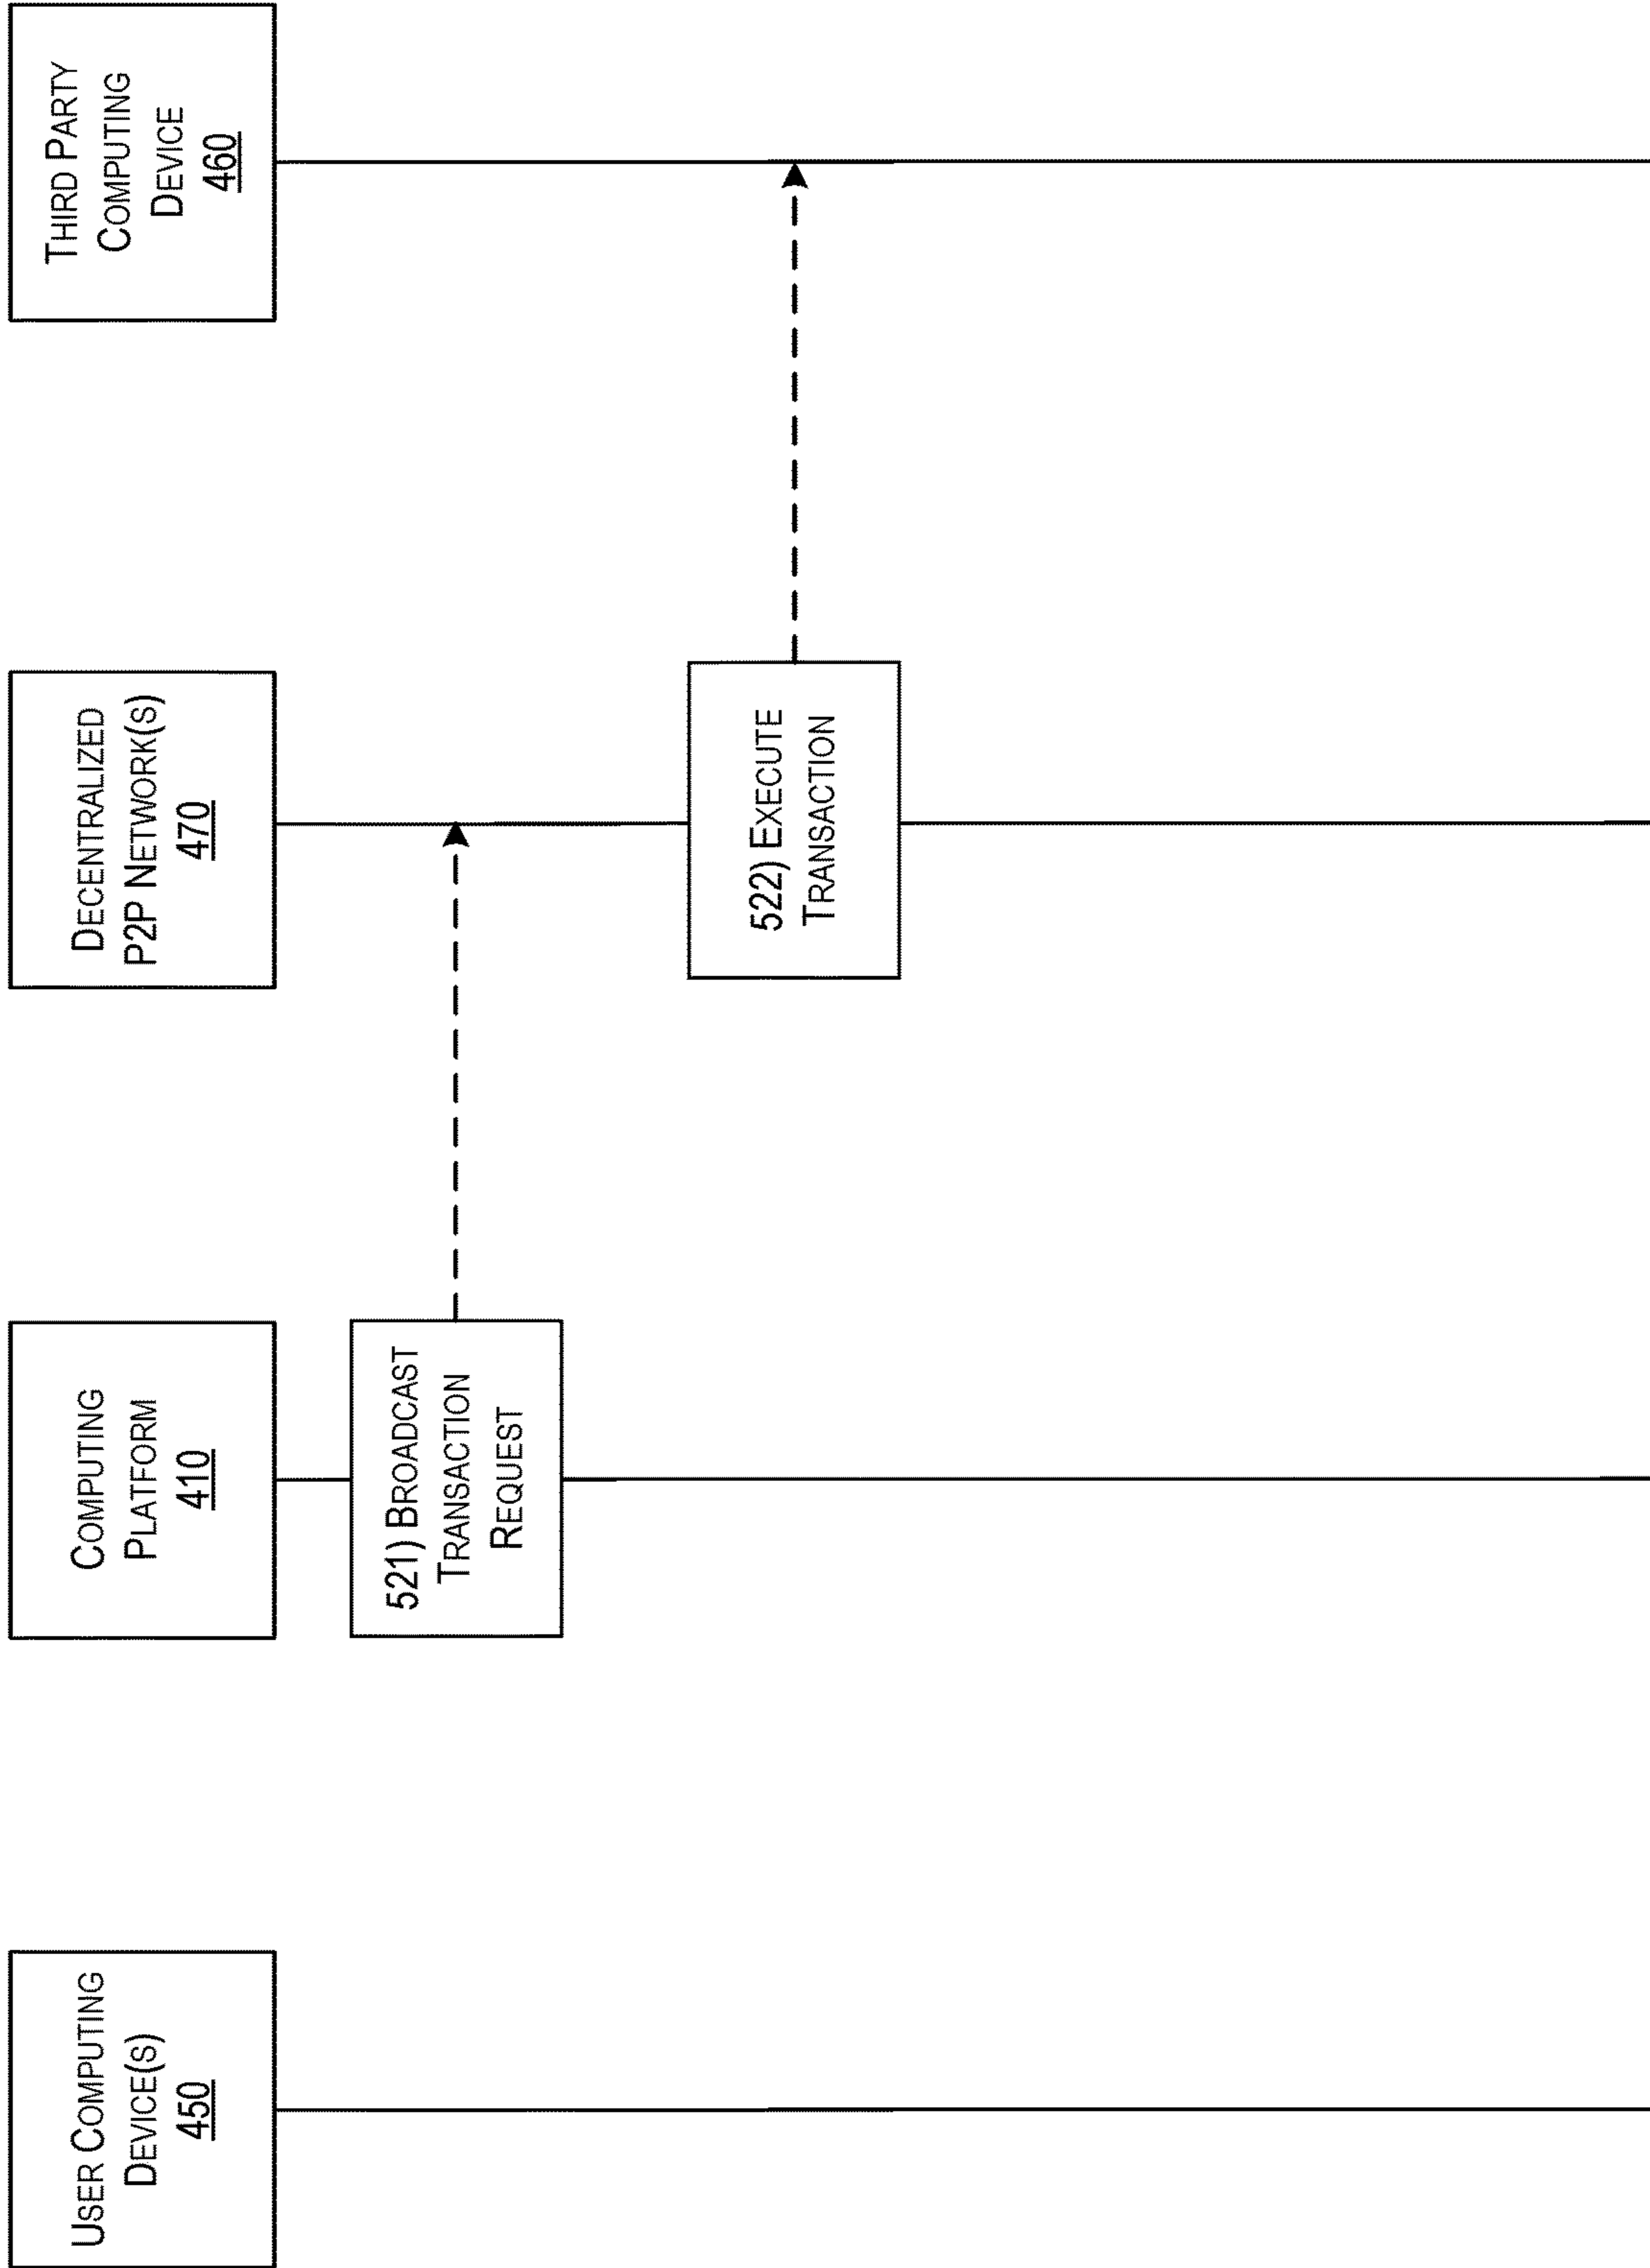 USER COMPUTING
DEVICE(S)
450
COMPUTING
PLATFORM
410
DECENTRALIZED
P2P NETWORK(S)
470
THIRD PARTY
COMPUTING
DEVICE
460
521) BROADCAST
TRANSACTION
REQUEST
522) EXECUTE
TRANSACTION